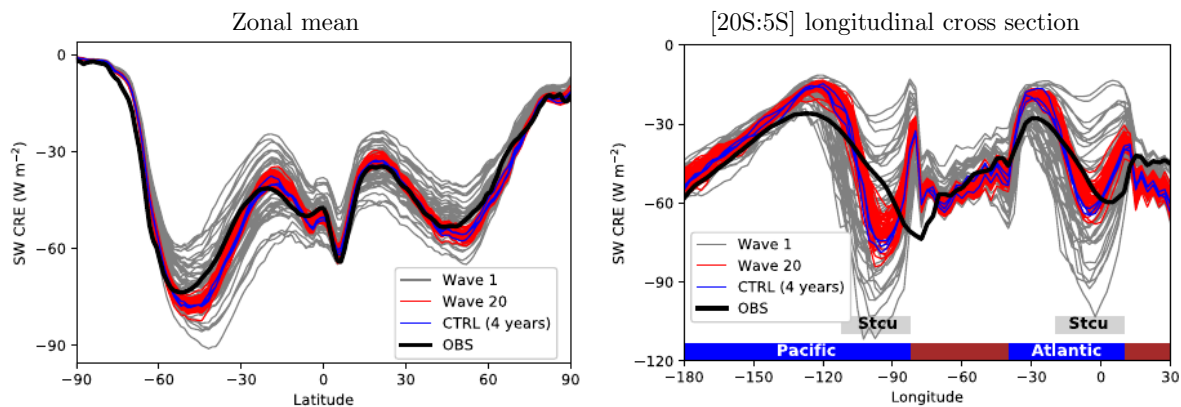 Zonal mean
0
−30
−60
−90
SW CRE (W m⁻²)
Wave 1
Wave 20
CTRL (4 years)
OBS
−90 −60 −30 0 30 60 90
Latitude
[20S:5S] longitudinal cross section
0
−30
−60
−90
−120
SW CRE (W m⁻²)
Wave 1
Wave 20
CTRL (4 years)
OBS
Stcu Stcu
Pacific Atlantic
−180 −150 −120 −90 −60 −30 0 30
Longitude